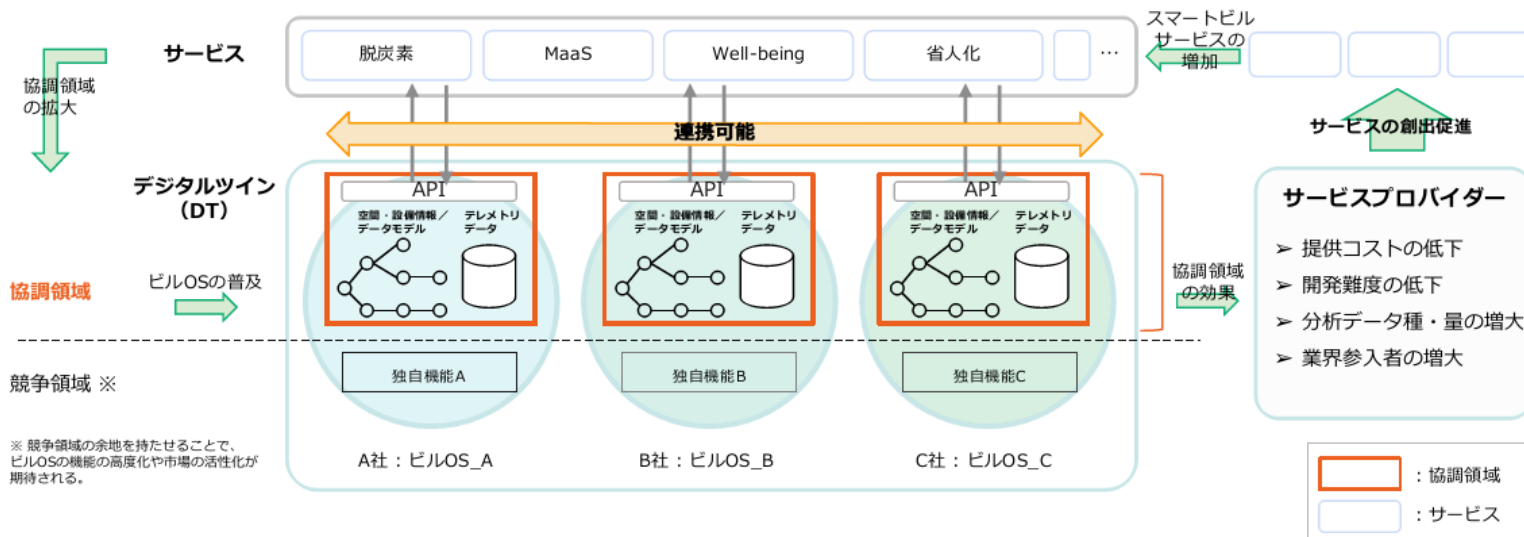 スマートビル
サービスの
増加
サービス
脱炭素
MaaS
Well-being
省人化
…
協調領域
の拡大
連携可能
サービスの創出促進
デジタルツイン
（DT）
API
空間・設備情報／
データモデル
テレメトリ
データ
API
空間・設備情報／
データモデル
テレメトリ
データ
API
空間・設備情報／
データモデル
テレメトリ
データ
サービスプロバイダー
➢ 提供コストの低下
➢ 開発難度の低下
➢ 分析データ種・量の増大
➢ 業界参入者の増大
協調領域
ビルOSの普及
協調領域
の効果
競争領域 ※
独自機能A
独自機能B
独自機能C
※ 競争領域の余地を持たせることで、
ビルOSの機能の高度化や市場の活性化が
期待される。
A社：ビルOS_A
B社：ビルOS_B
C社：ビルOS_C
：協調領域
：サービス